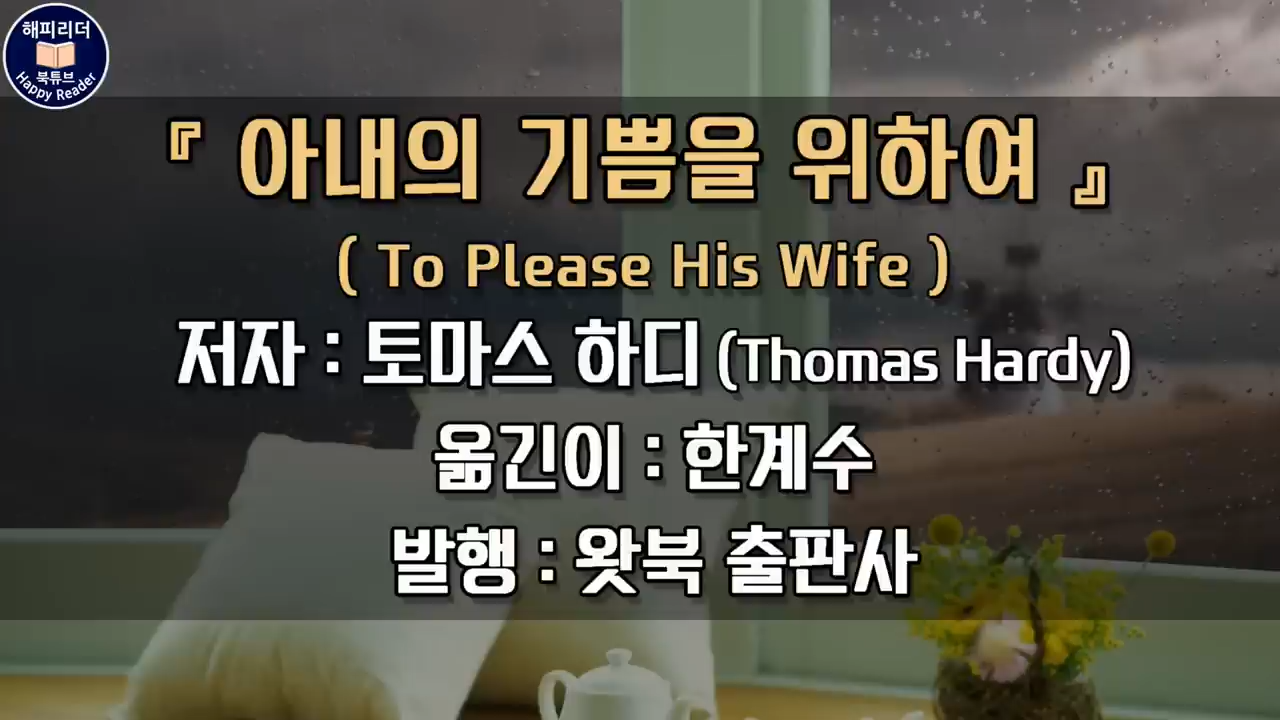 해피리더
북튜브
Happy Reader
『 아내의 기쁨을 위하여 』
( To Please His Wife )
저자 : 토마스 하디 (Thomas Hardy)
옮긴이 : 한계수
발행 : 왓북 출판사